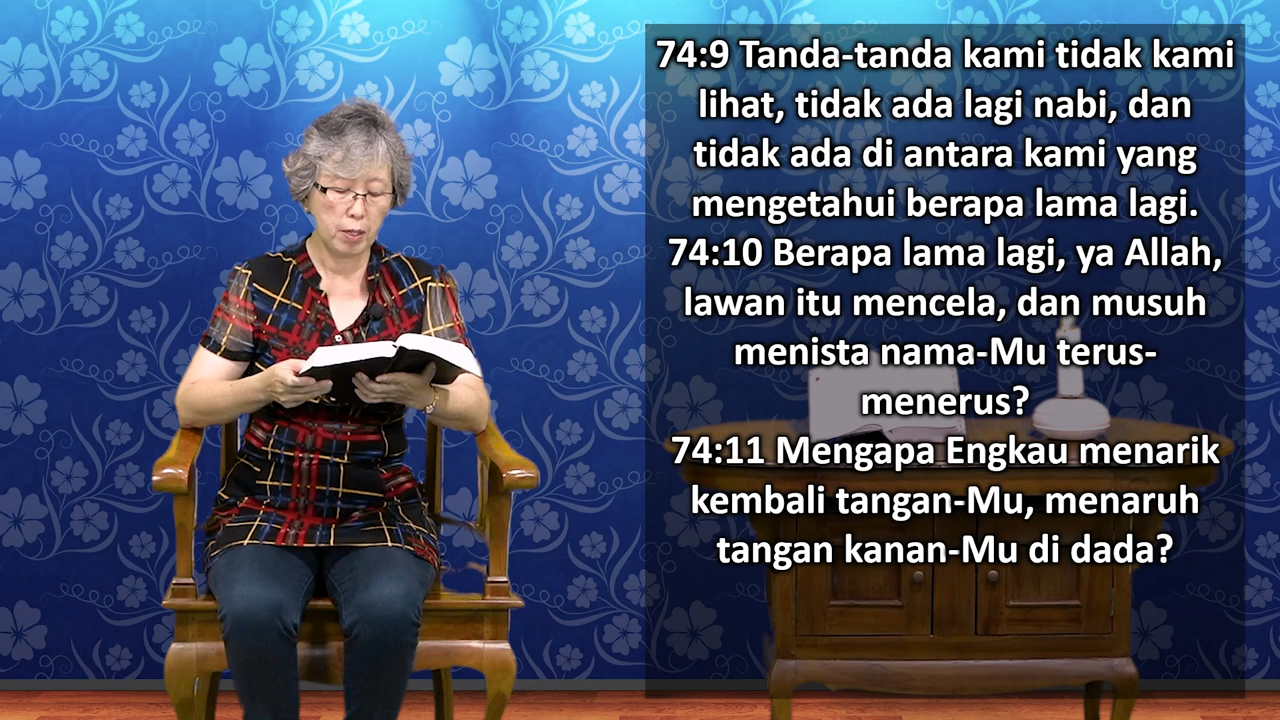 74:9 Tanda-tanda kami tidak kami
lihat, tidak ada lagi nabi, dan
tidak ada di antara kami yang
mengetahui berapa lama lagi.
74:10 Berapa lama lagi, ya Allah,
lawan itu mencela, dan musuh
menista nama-Mu terus-
menerus?
74:11 Mengapa Engkau menarik
kembali tangan-Mu, menaruh
tangan kanan-Mu di dada?